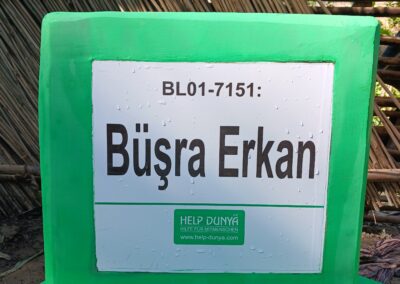 BL01-7151:
Büşra Erkan
HELP DUNYA
HILFE FÜR MITMENSCHEN
www.help-dunya.com